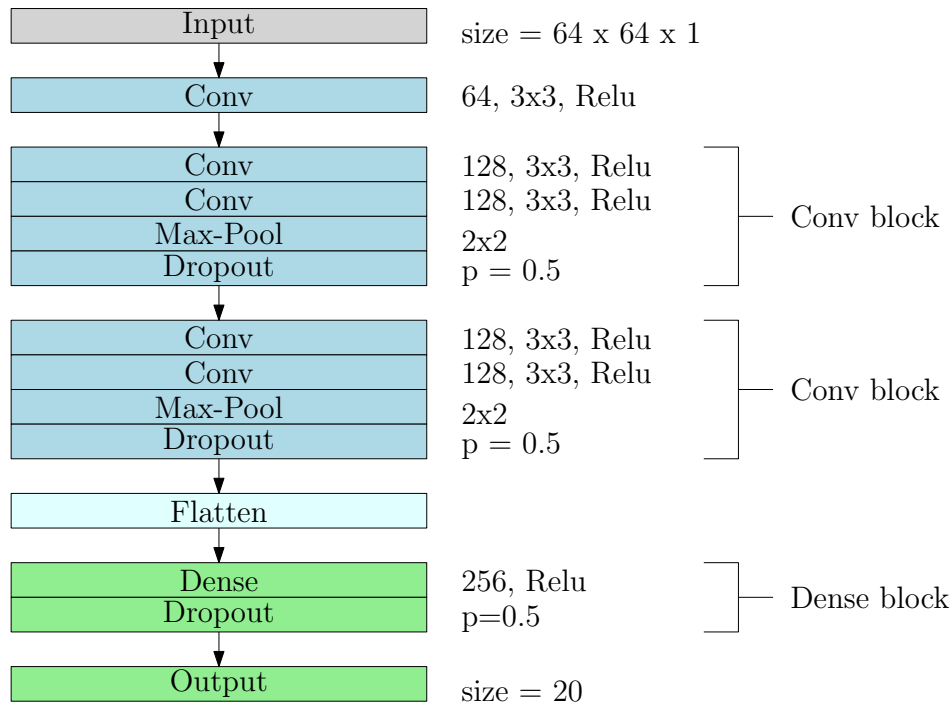 Input size = 64 x 64 x 1
Conv 64, 3x3, Relu
Conv 128, 3x3, Relu
Conv 128, 3x3, Relu
Max-Pool 2x2
Dropout p = 0.5
Conv block
Conv 128, 3x3, Relu
Conv 128, 3x3, Relu
Max-Pool 2x2
Dropout p = 0.5
Conv block
Flatten
Dense 256, Relu
Dropout p=0.5
Dense block
Output size = 20